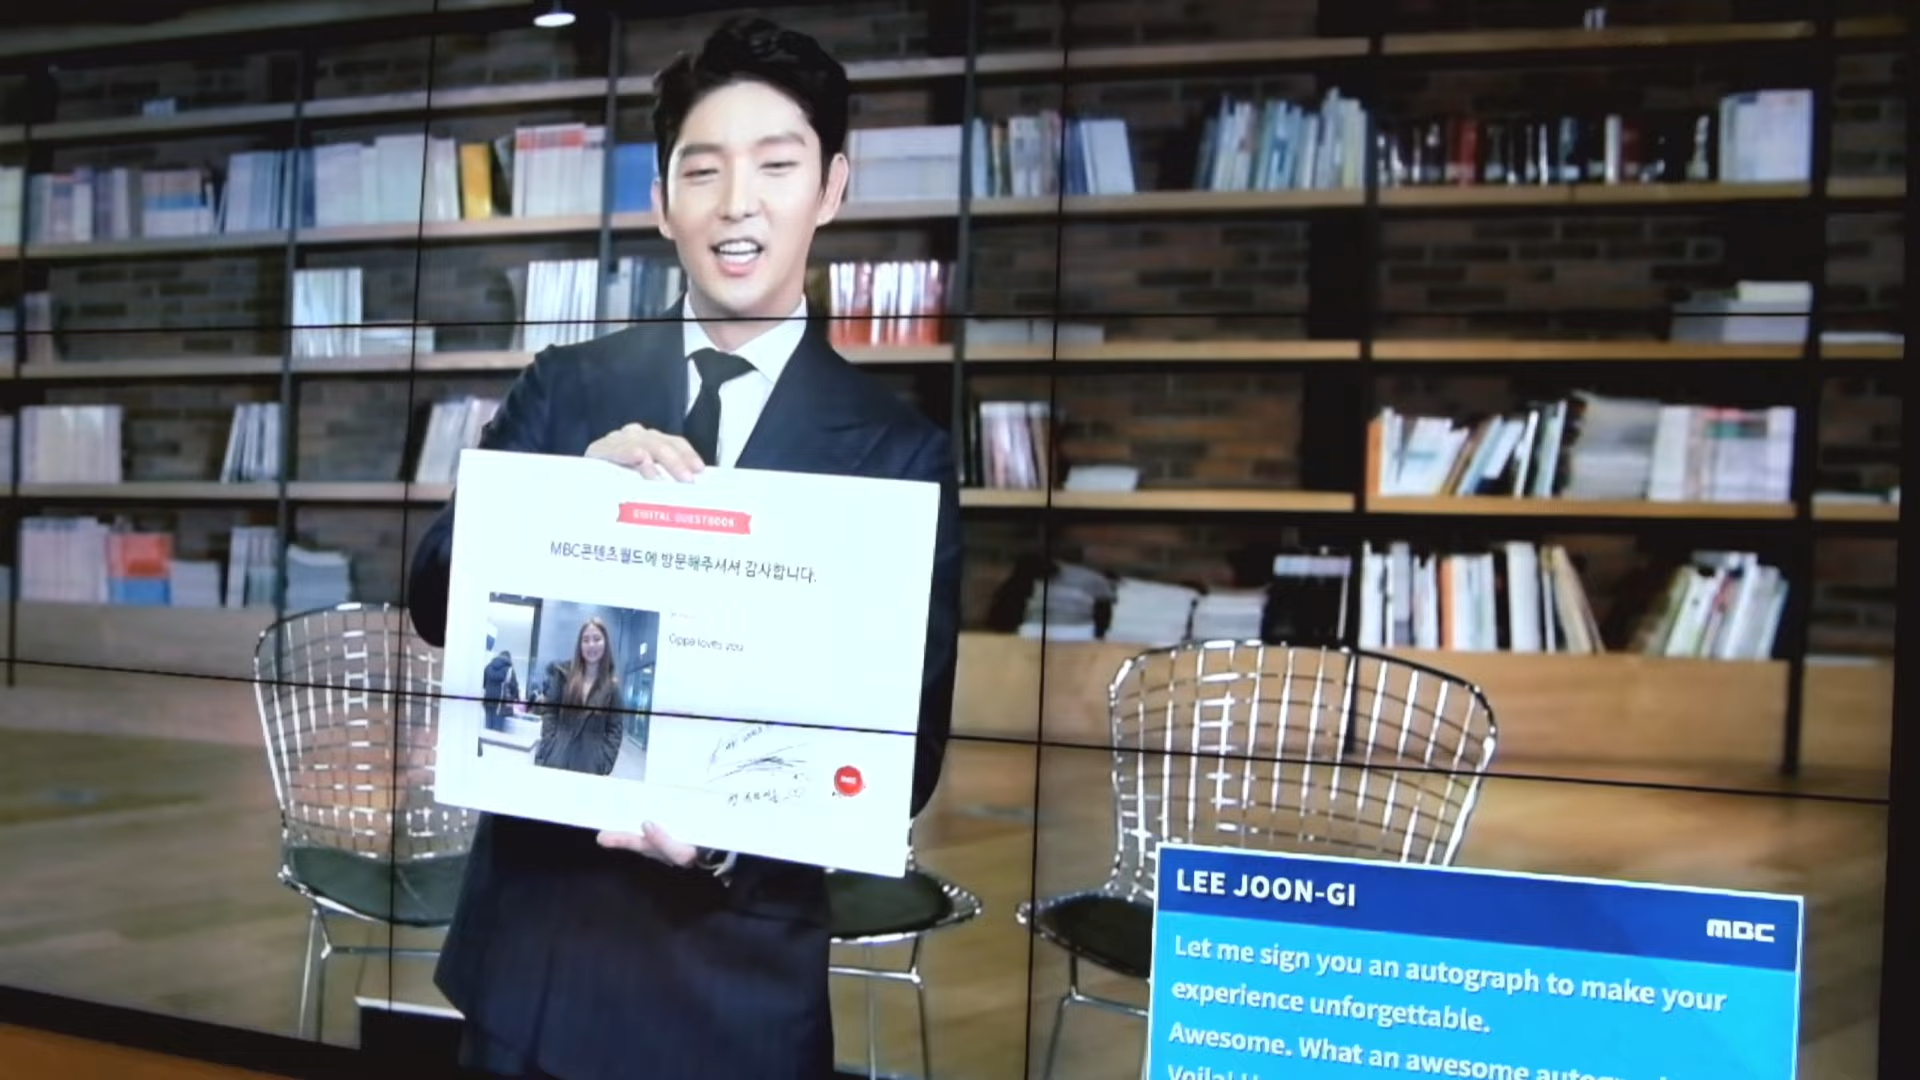 DIGITAL GUESTBOOK
MBC콘텐츠월드에 방문해주셔서 감사합니다.
Oppa loves you
LEE JOON-GI
MBC
Let me sign you an autograph to make your
experience unforgettable.
Awesome. What an awesome
Voila!